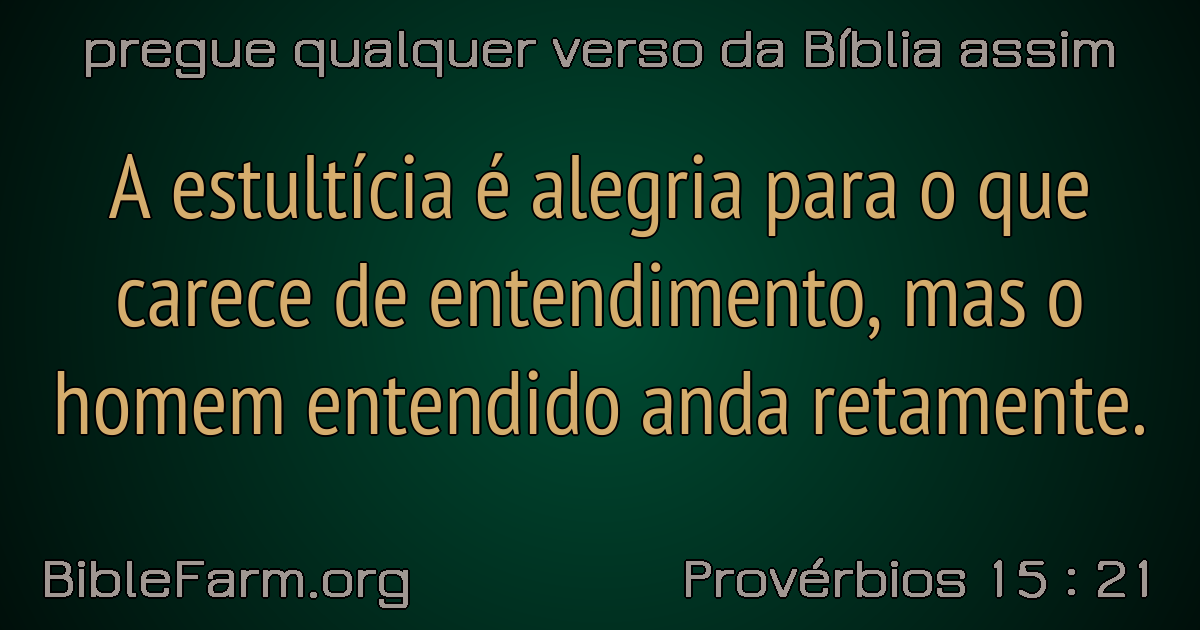 pregue qualquer verso da Bíblia assim
A estultícia é alegria para o que
carece de entendimento, mas o
homem entendido anda retamente.
BibleFarm.org
Provérbios 15 : 21